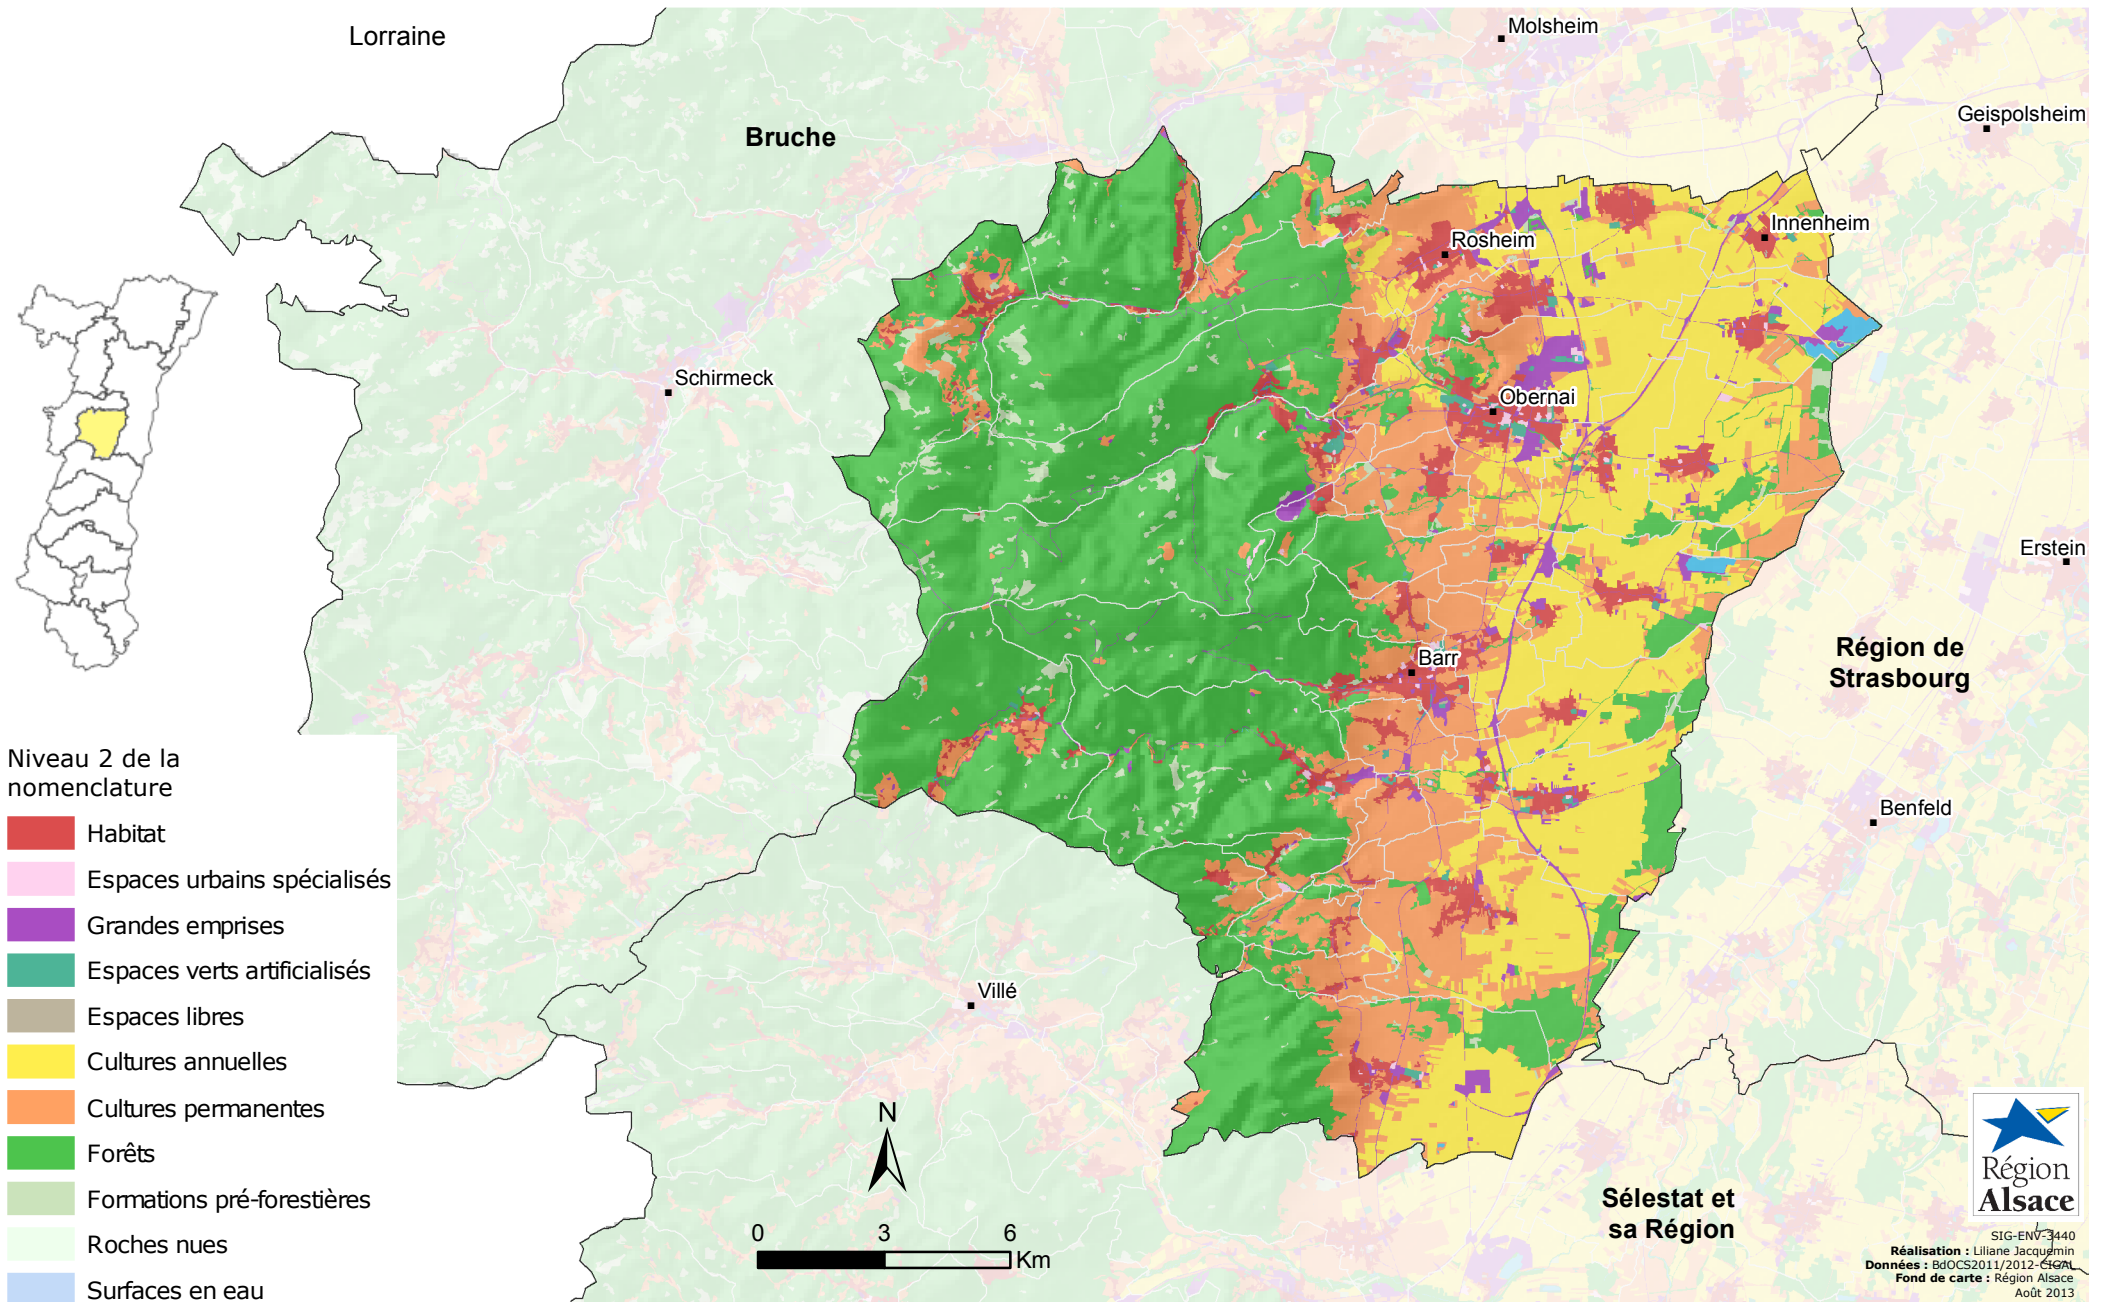 Lorraine
Molsheim
Geispolsheim
Bruche
Innenheim
Rosheim
Schirmeck
Obernai
Erstein
Région de
Strasbourg
Barr
Benfeld
Villé
Niveau 2 de la
nomenclature
Habitat
Espaces urbains spécialisés
Grandes emprises
Espaces verts artificialisés
Espaces libres
Cultures annuelles
Cultures permanentes
Forêts
Formations pré-forestières
Roches nues
Surfaces en eau
N
0 3 6
Km
Sélestat et
sa Région
Région
Alsace
SIG-ENV-3440
Réalisation : Liliane Jacquemin
Données : BdOCS2011/2012-CIGAL
Fond de carte : Région Alsace
Août 2013